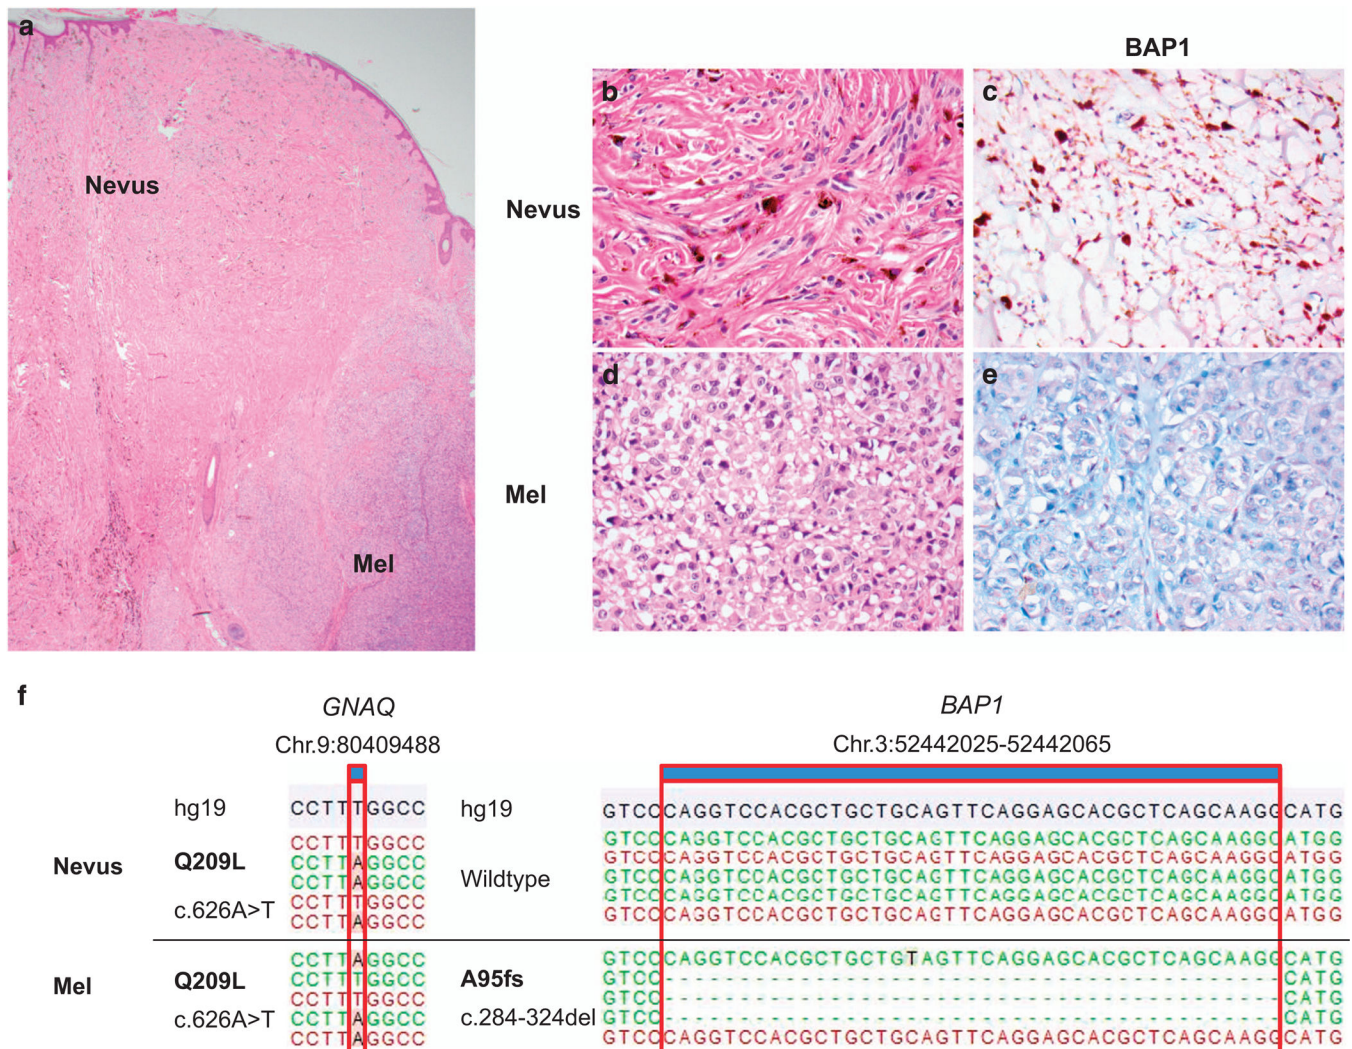 a
Nevus
Mel
BAP1
Nevus
b
c
Mel
d
e
f
GNAQ
Chr.9:80409488
BAP1
Chr.3:52442025-52442065
hg19
CCTTTGGCC
hg19
GTCCCAGGTCCACGCTGCTGCAGTTCAGGAGCACGCTCAGCAAGGCATG
Nevus
Q209L
c.626A>T
CCTTTGGCC
CCTTAGGCC
CCTTAGGCC
CCTTTGGCC
CCTTAGGCC
Wildtype
GTCCCAGGTCCACGCTGCTGCAGTTCAGGAGCACGCTCAGCAAGGCATGG
GTCCCAGGTCCACGCTGCTGCAGTTCAGGAGCACGCTCAGCAAGGCATGG
GTCCCAGGTCCACGCTGCTGCAGTTCAGGAGCACGCTCAGCAAGGCATGG
GTCCCAGGTCCACGCTGCTGCAGTTCAGGAGCACGCTCAGCAAGGCATGG
GTCCCAGGTCCACGCTGCTGCAGTTCAGGAGCACGCTCAGCAAGGCATGG
Mel
Q209L
c.626A>T
CCTTAGGCC
CCTTTGGCC
CCTTTGGCC
CCTTAGGCC
CCTTAGGCC
A95fs
c.284-324del
GTCCCAGGTCCACGCTGCTGTAGTTCAGGAGCACGCTCAGCAAGGCATG
GTCC-----------------------------------------CATG
GTCC-----------------------------------------CATG
GTCC-----------------------------------------CATG
GTCCCAGGTCCACGCTGCTGCAGTTCAGGAGCACGCTCAGCAAGGCATG